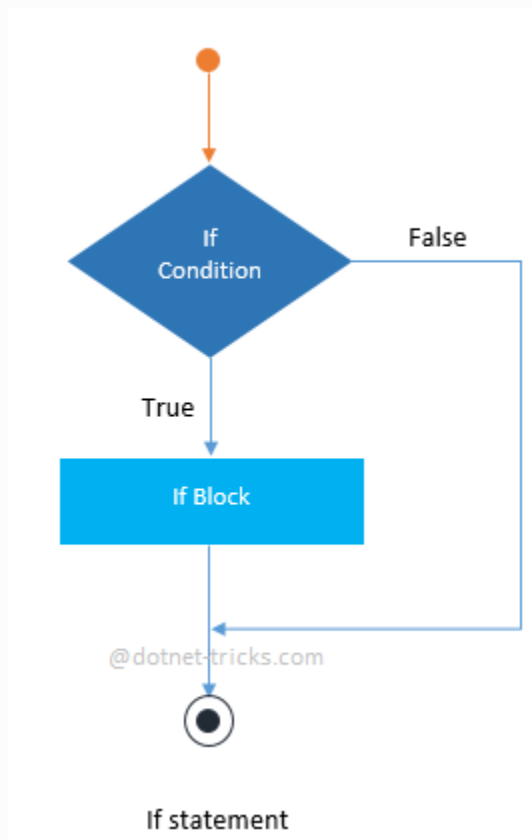 If
Condition
False
True
If Block
@dotnet-tricks.com
If statement